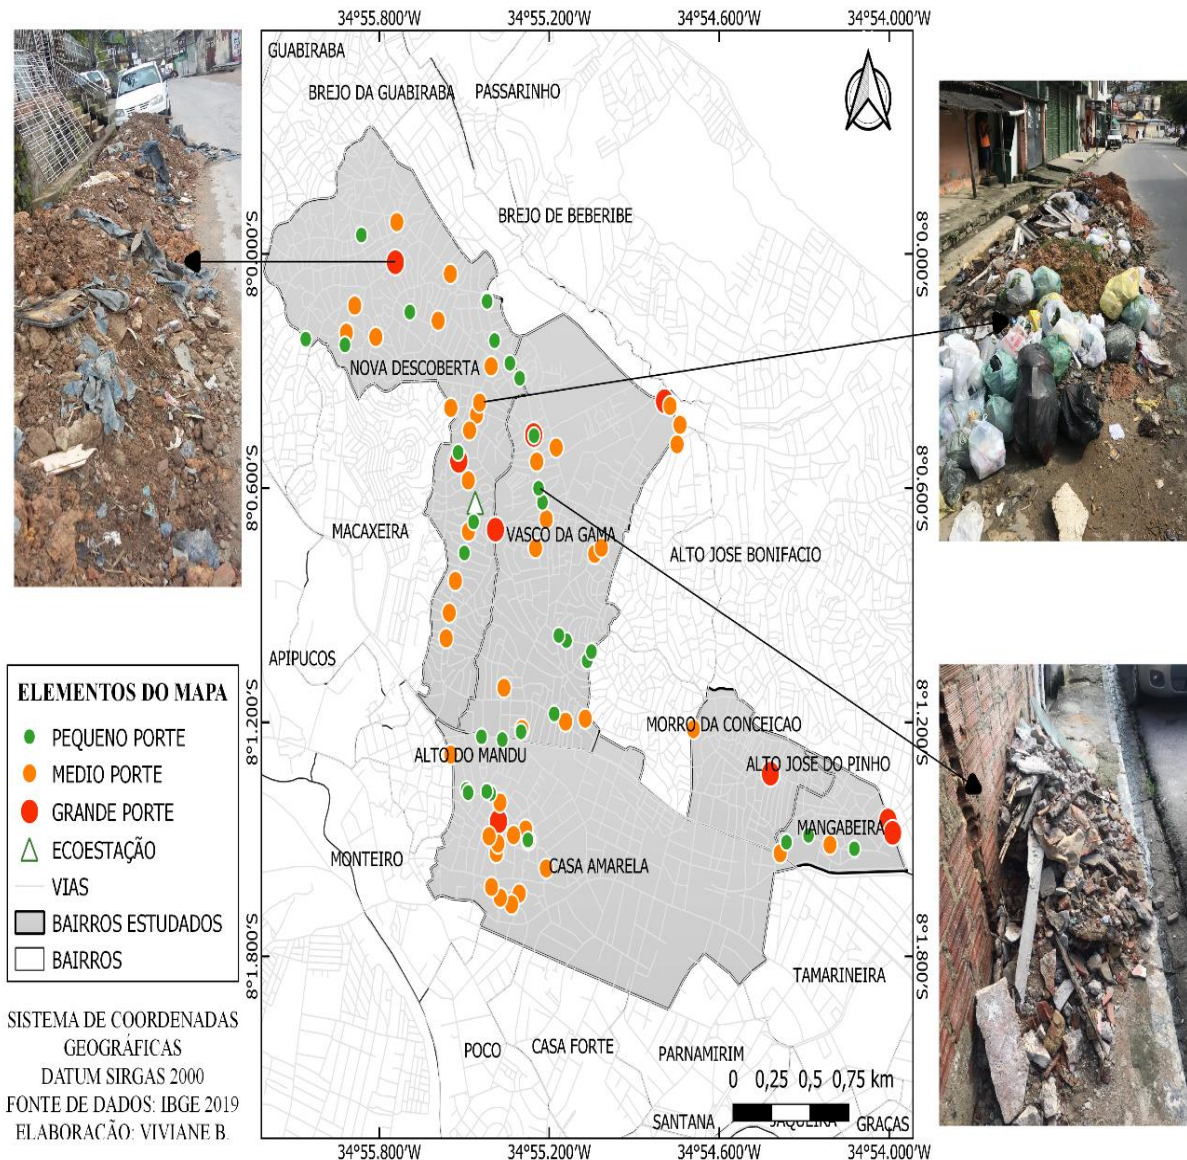 34°55.800'W
34°55.200'W
34°54.600'W
34°54.000'W
GUABIRABA
BREJO DA GUABIRABA
PASSARINHO
BREJO DE BEBERIBE
8°0.000'S
8°0.000'S
NOVA DESCOBERTA
8°0.600'S
8°0.600'S
MACAXEIRA
VASCO DA GAMA
ALTO JOSE BONIFACIO
APIPUCOS
8°1.200'S
8°1.200'S
MORRO DA CONCEICAO
ALTO DO MANDU
ALTO JOSE DO PINHO
MANGABEIRA
MONTEIRO
CASA AMARELA
8°1.800'S
8°1.800'S
TAMARINEIRA
POCO
CASA FORTE
PARNAMIRIM
0 0,25 0,5 0,75 km
SANTANA
JAQUEIRA
GRAÇAS
34°55.800'W
34°55.200'W
34°54.600'W
34°54.000'W
ELEMENTOS DO MAPA
PEQUENO PORTE
MEDIO PORTE
GRANDE PORTE
ECOESTAÇÃO
VIAS
BAIRROS ESTUDADOS
BAIRROS
SISTEMA DE COORDENADAS
GEOGRÁFICAS
DATUM SIRGAS 2000
FONTE DE DADOS: IBGE 2019
ELABORAÇÃO: VIVIANE B.